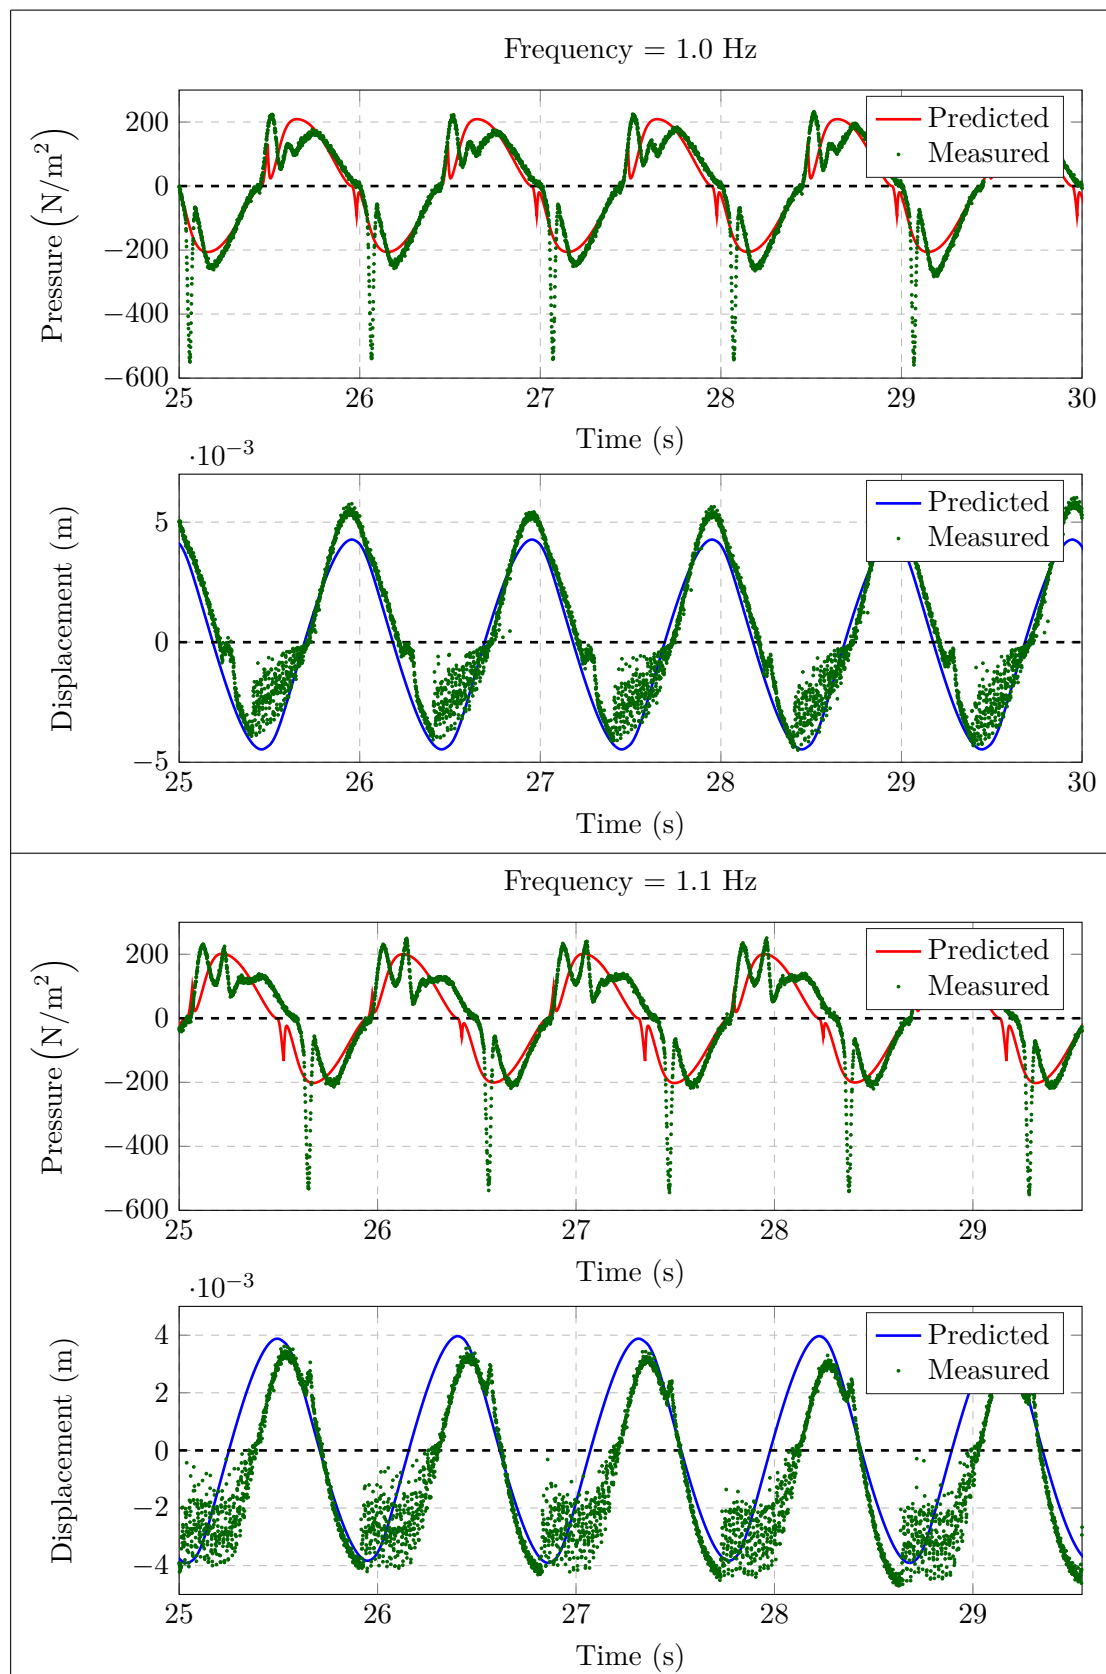 Frequency = 1.0 Hz
Pressure (N/m²)
200
0
−200
−400
−600
Predicted
Measured
25 26 27 28 29 30
Time (s)
·10⁻³
Displacement (m)
5
0
−5
Predicted
Measured
25 26 27 28 29 30
Time (s)
Frequency = 1.1 Hz
Pressure (N/m²)
200
0
−200
−400
−600
Predicted
Measured
25 26 27 28 29
Time (s)
·10⁻³
Displacement (m)
4
2
0
−2
−4
Predicted
Measured
25 26 27 28 29
Time (s)